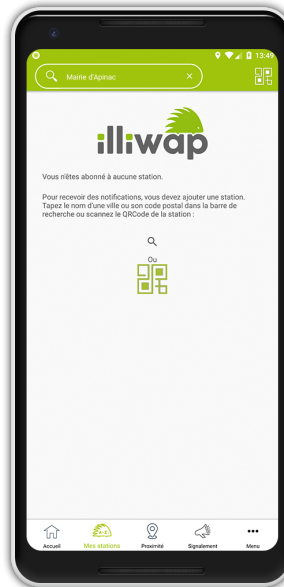 13:49
Mairie d'Apinac ×
illiwap
Vous n'êtes abonné à aucune station.
Pour recevoir des notifications, vous devez ajouter une station.
Tapez le nom d'une ville ou son code postal dans la barre de
recherche ou scannez le QRCode de la station :
Ou
A-Z
Accueil Mes stations Proximité Signalement Menu